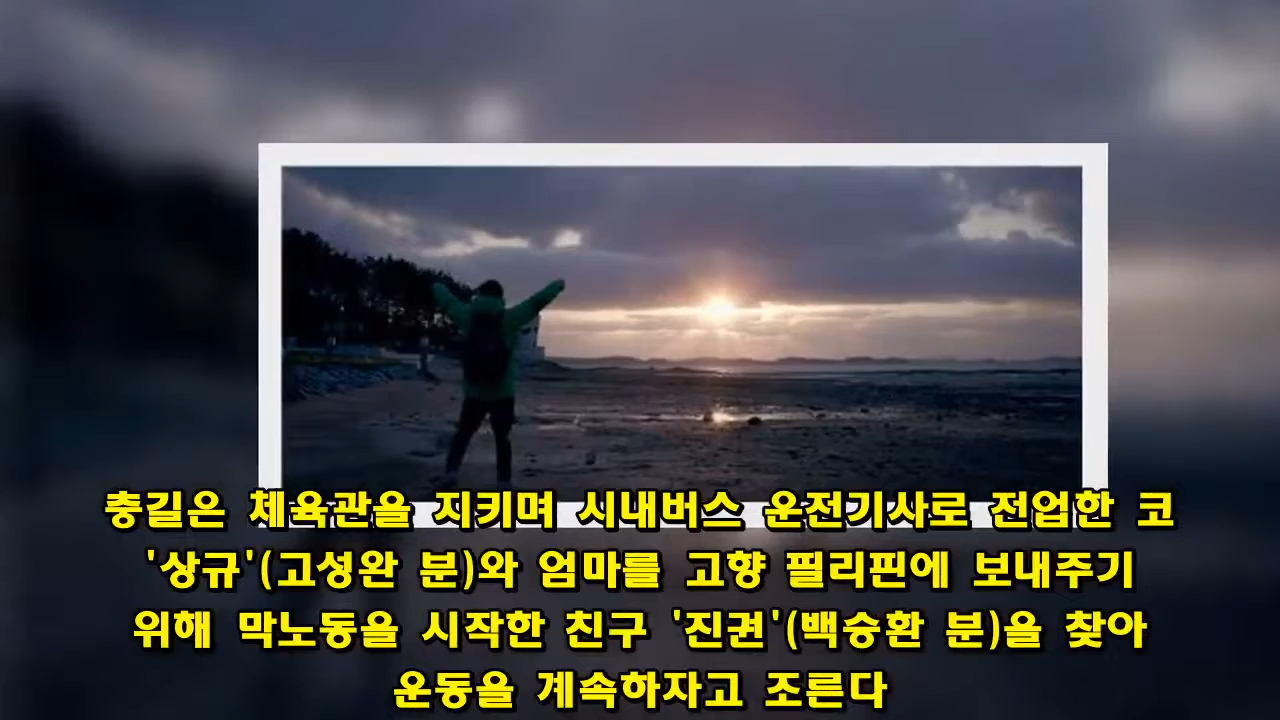 충길은 체육관을 지키며 시내버스 운전기사로 전업한 코
'상규'(고성완 분)와 엄마를 고향 필리핀에 보내주기
위해 막노동을 시작한 친구 '진권'(백승환 분)을 찾아
운동을 계속하자고 조른다